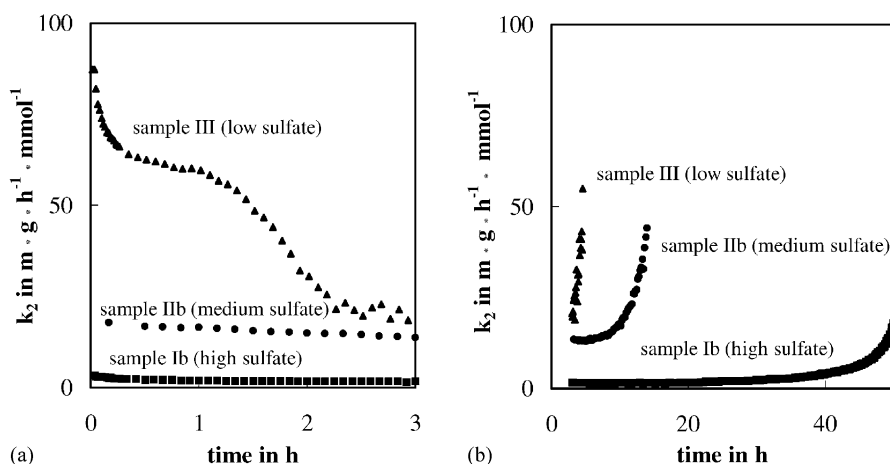 100
50
0
k₂ in m * g * h⁻¹ * mmol⁻¹
sample III (low sulfate)
sample IIb (medium sulfate)
sample Ib (high sulfate)
0 1 2 3
(a) time in h
100
50
0
k₂ in m * g * h⁻¹ * mmol⁻¹
sample III (low sulfate)
sample IIb (medium sulfate)
sample Ib (high sulfate)
0 20 40
(b) time in h